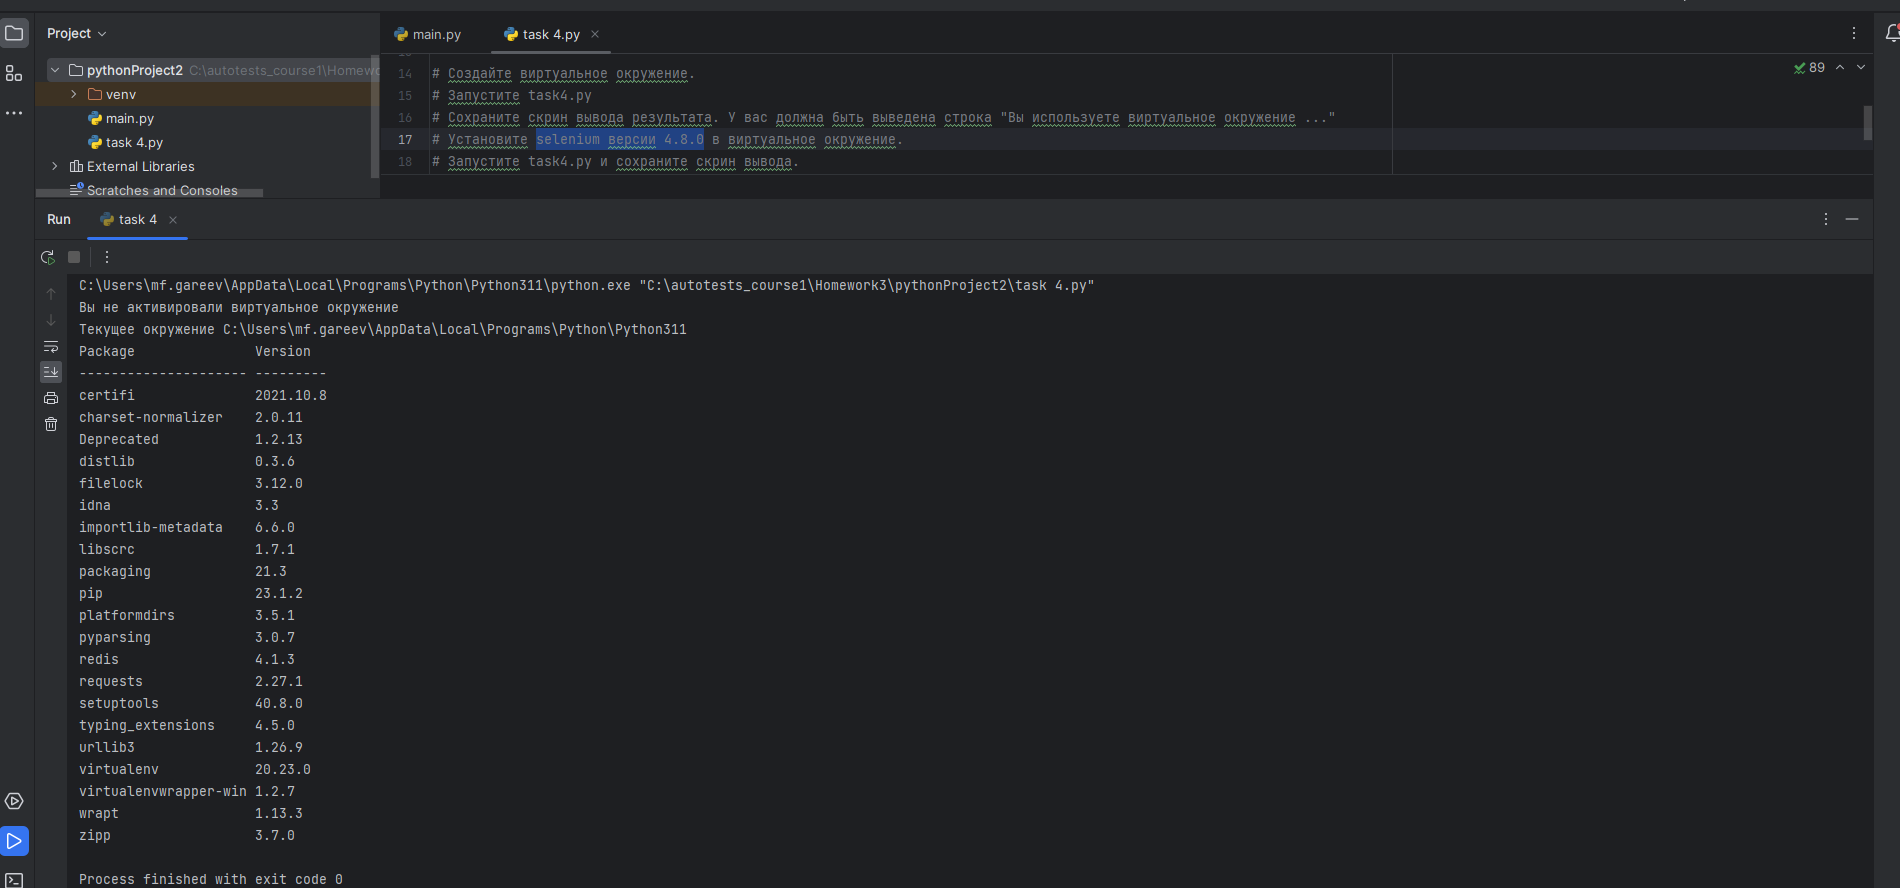 Project
main.py
task 4.py
pythonProject2 C:\autotests_course1\Homewo
venv
main.py
task 4.py
External Libraries
Scratches and Consoles
14 # Создайте виртуальное окружение.
15 # Запустите task4.py
16 # Сохраните скрин вывода результата. У вас должна быть выведена строка "Вы используете виртуальное окружение ..."
17 # Установите selenium версии 4.8.0 в виртуальное окружение.
18 # Запустите task4.py и сохраните скрин вывода.
89
Run
task 4
C:\Users\mf.gareev\AppData\Local\Programs\Python\Python311\python.exe "C:\autotests_course1\Homework3\pythonProject2\task 4.py"
Вы не активировали виртуальное окружение
Текущее окружение C:\Users\mf.gareev\AppData\Local\Programs\Python\Python311
Package Version
--------------------- ---------
certifi 2021.10.8
charset-normalizer 2.0.11
Deprecated 1.2.13
distlib 0.3.6
filelock 3.12.0
idna 3.3
importlib-metadata 6.6.0
libscrc 1.7.1
packaging 21.3
pip 23.1.2
platformdirs 3.5.1
pyparsing 3.0.7
redis 4.1.3
requests 2.27.1
setuptools 40.8.0
typing_extensions 4.5.0
urllib3 1.26.9
virtualenv 20.23.0
virtualenvwrapper-win 1.2.7
wrapt 1.13.3
zipp 3.7.0
Process finished with exit code 0